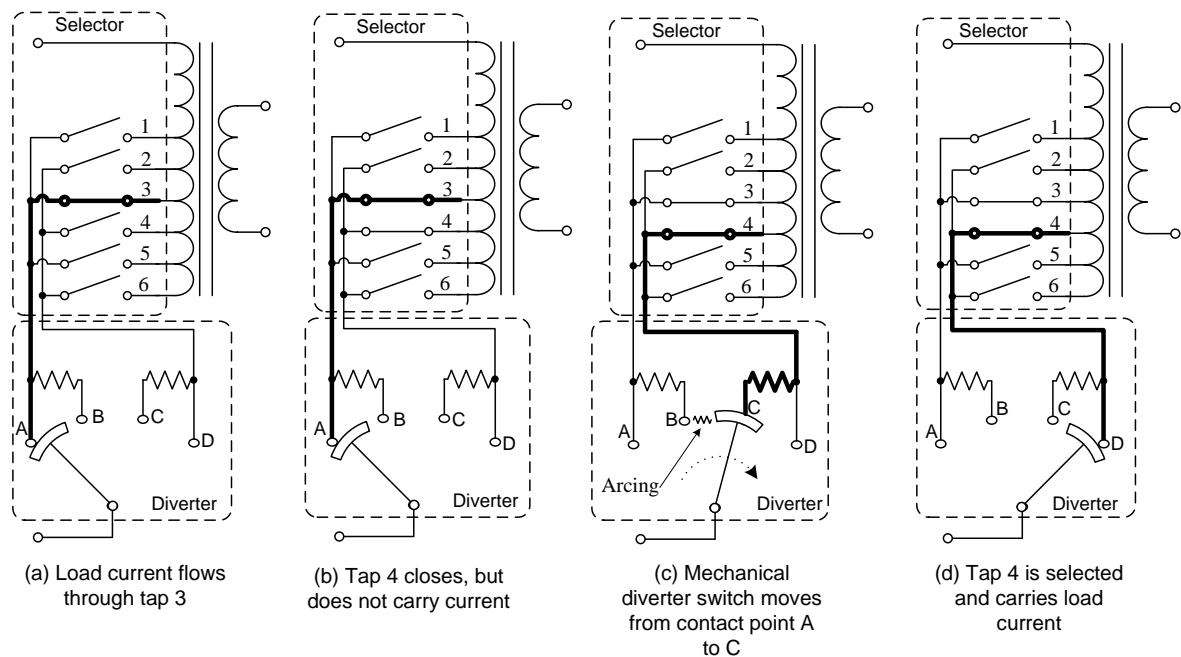 Selector
1
2
3
4
5
6
A
B
C
D
Diverter
(a) Load current flows
through tap 3
Selector
1
2
3
4
5
6
A
B
C
D
Diverter
(b) Tap 4 closes, but
does not carry current
Selector
1
2
3
4
5
6
A
B
C
D
Arcing
Diverter
(c) Mechanical
diverter switch moves
from contact point A
to C
Selector
1
2
3
4
5
6
A
B
C
D
Diverter
(d) Tap 4 is selected
and carries load
current